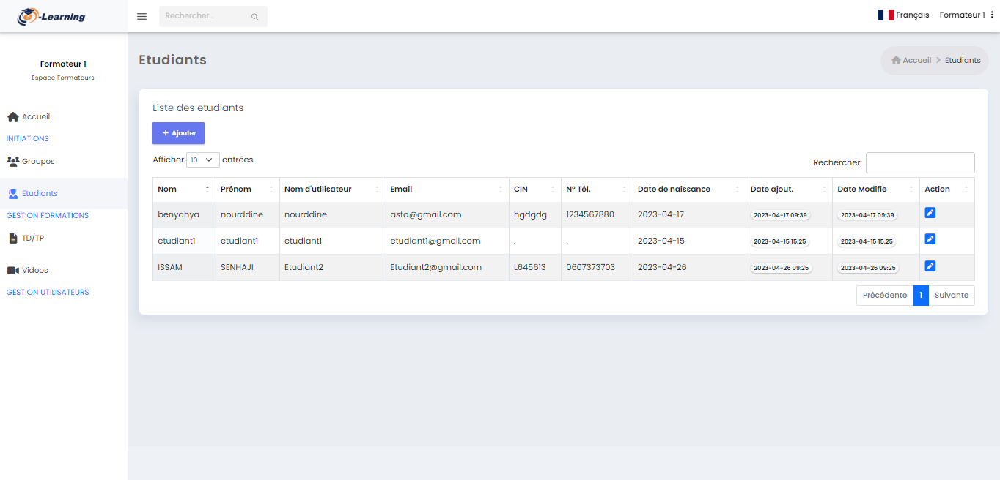 e-Learning
Rechercher...
Français
Formateur 1
Formateur 1
Espace Formateurs
Accueil
INITIATIONS
Groupes
Etudiants
GESTION FORMATIONS
TD/TP
Videos
GESTION UTILISATEURS
Etudiants
Accueil > Etudiants
Liste des etudiants
+ Ajouter
Afficher 10 entrées
Rechercher:
Nom Prénom Nom d'utilisateur Email CIN N° Tél. Date de naissance Date ajout. Date Modifie Action
benyahya nourddine nourddine asta@gmail.com hgdgdg 1234567880 2023-04-17 2023-04-17 09:39 2023-04-17 09:39
etudiant1 etudiant1 etudiant1 etudiant1@gmail.com . . 2023-04-15 2023-04-15 15:25 2023-04-15 15:25
ISSAM SENHAJI Etudiant2 Etudiant2@gmail.com L645613 0607373703 2023-04-26 2023-04-26 09:25 2023-04-26 09:25
Précédente 1 Suivante